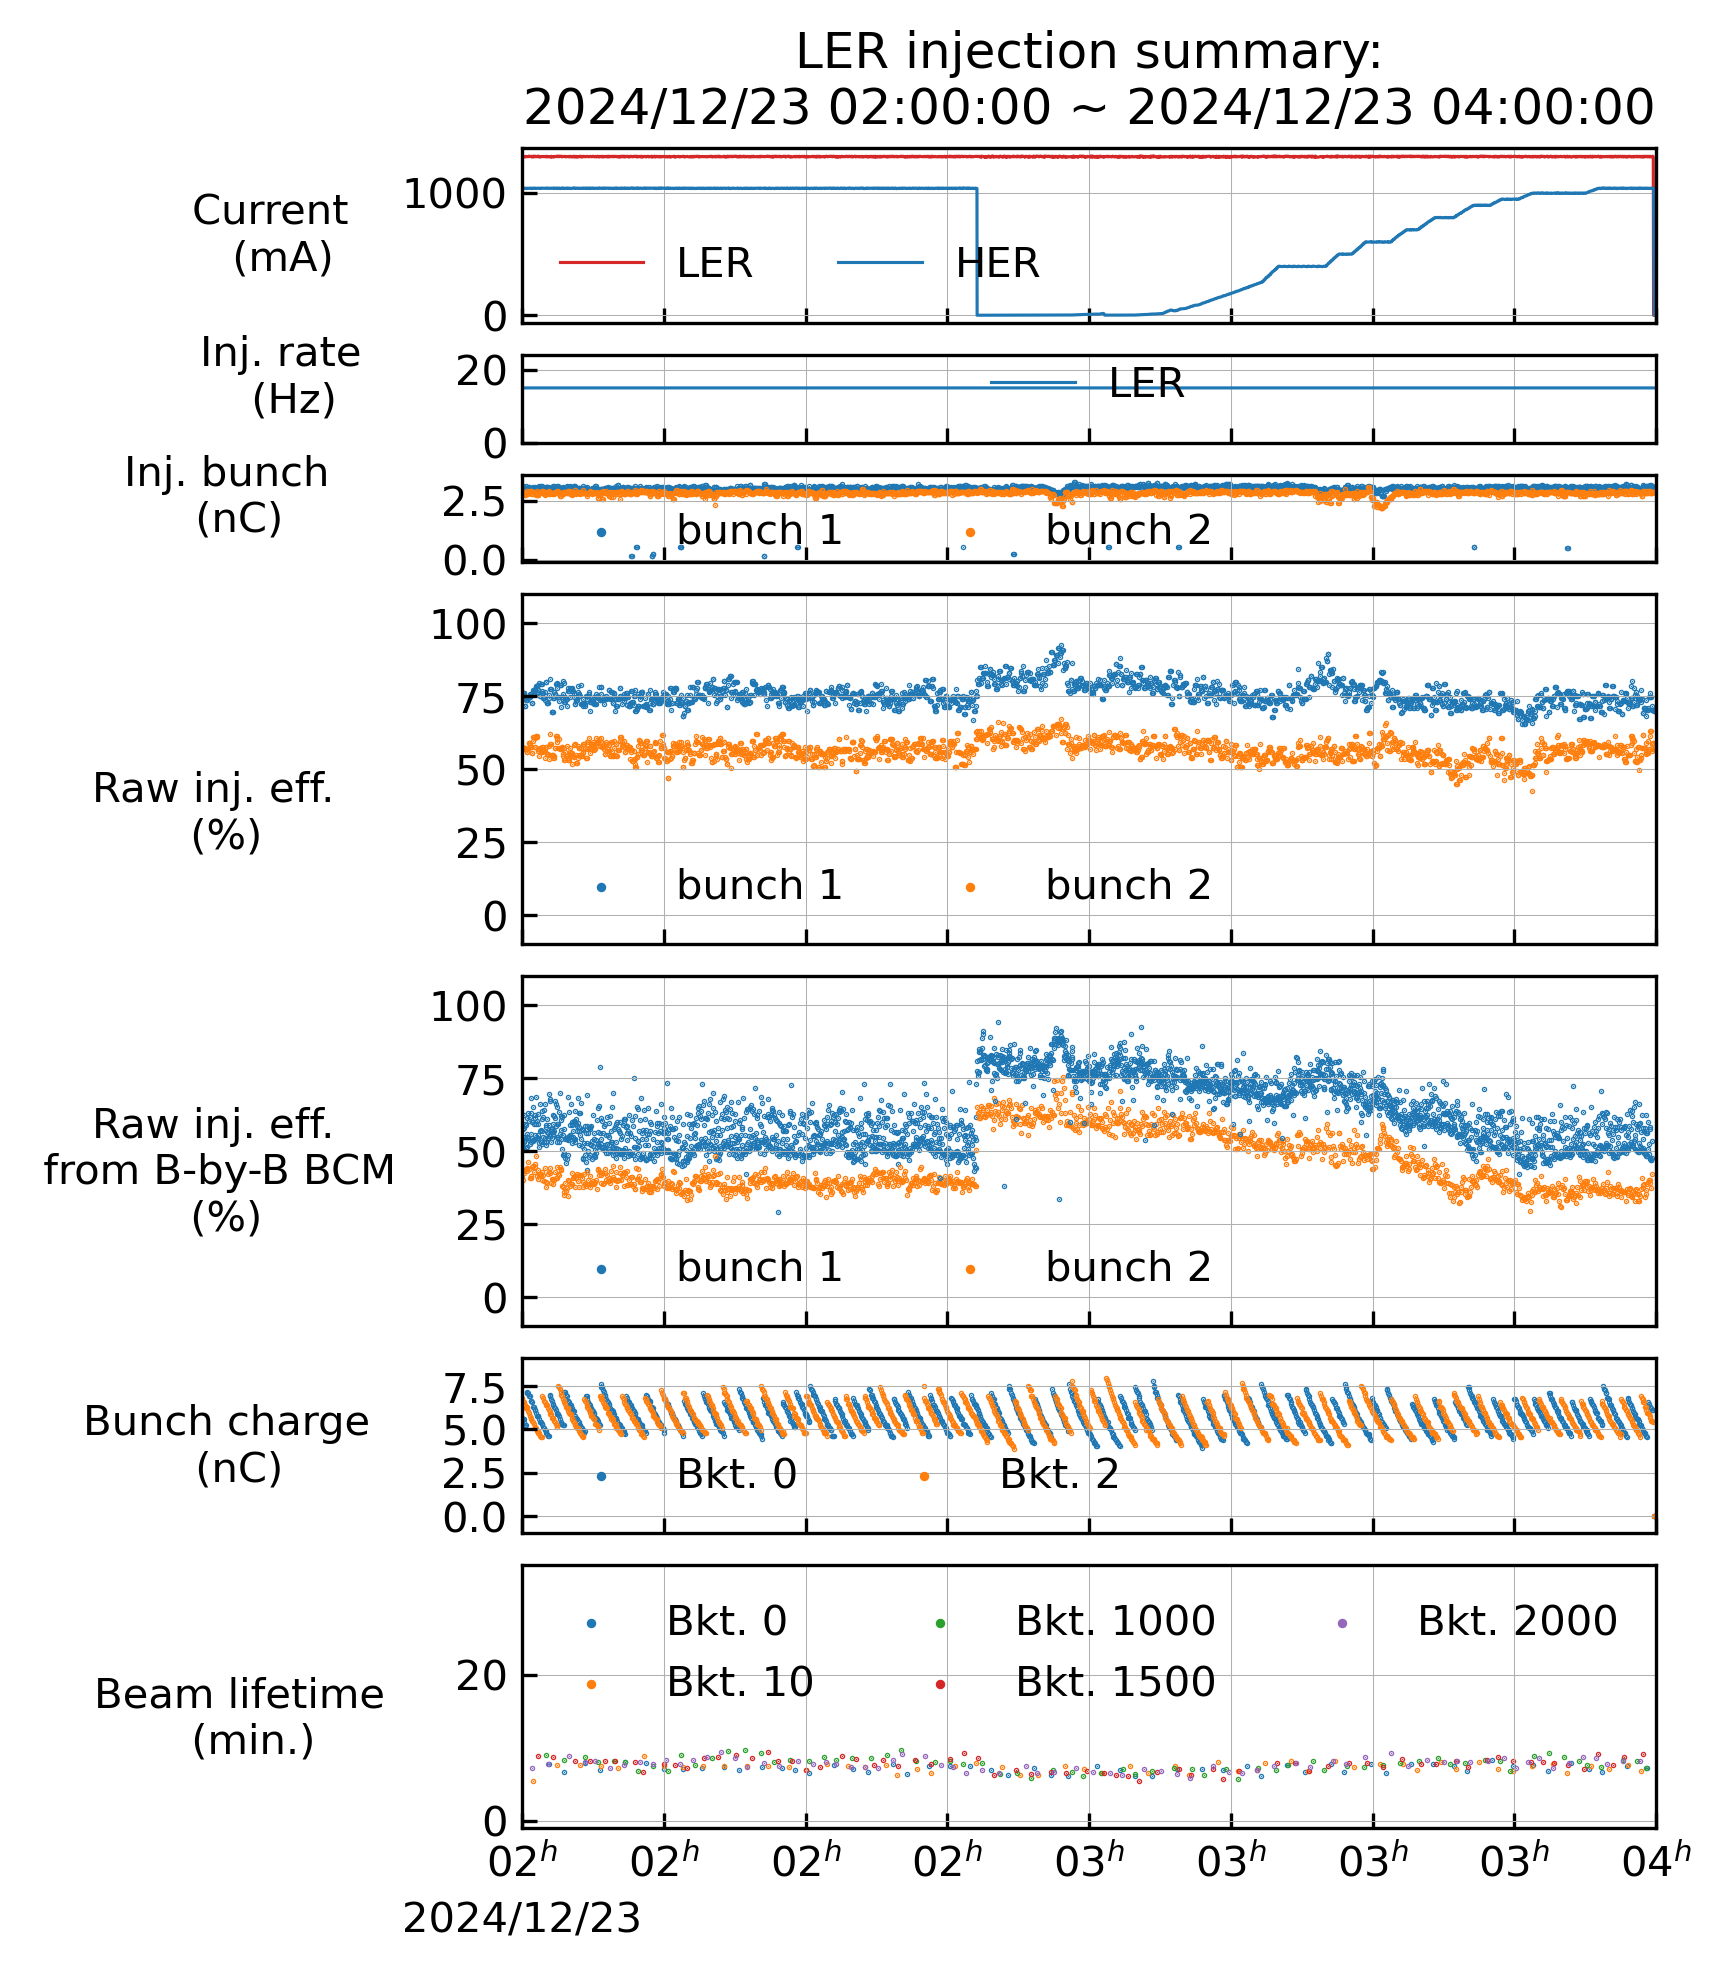 LER injection summary:
2024/12/23 02:00:00 ~ 2024/12/23 04:00:00
Current
(mA)
1000
0
LER
HER
Inj. rate
(Hz)
20
0
LER
Inj. bunch
(nC)
2.5
0.0
bunch 1
bunch 2
Raw inj. eff.
(%)
100
75
50
25
0
bunch 1
bunch 2
Raw inj. eff.
from B-by-B BCM
(%)
100
75
50
25
0
bunch 1
bunch 2
Bunch charge
(nC)
7.5
5.0
2.5
0.0
Bkt. 0
Bkt. 2
Beam lifetime
(min.)
20
0
Bkt. 0
Bkt. 10
Bkt. 1000
Bkt. 1500
Bkt. 2000
02h 02h 02h 02h 03h 03h 03h 03h 04h
2024/12/23